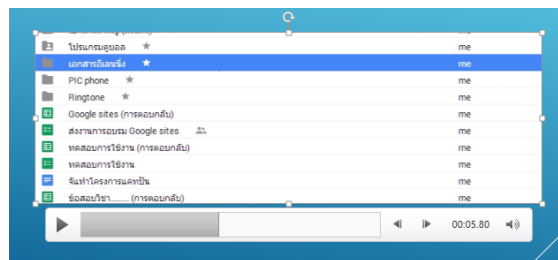 โปรแกรมดูบอล me
เอกสารอีเลนนิ่ง me
PIC phone me
Ringtone me
Google sites (การตอบกลับ) me
ส่งงานการอบรม Google sites me
ทดสอบการใช้งาน (การตอบกลับ) me
ทดสอบการใช้งาน me
จัดทำโครงการแคทปัน me
ข้อสอบวิชา......... (การตอบกลับ) me
00:05.80